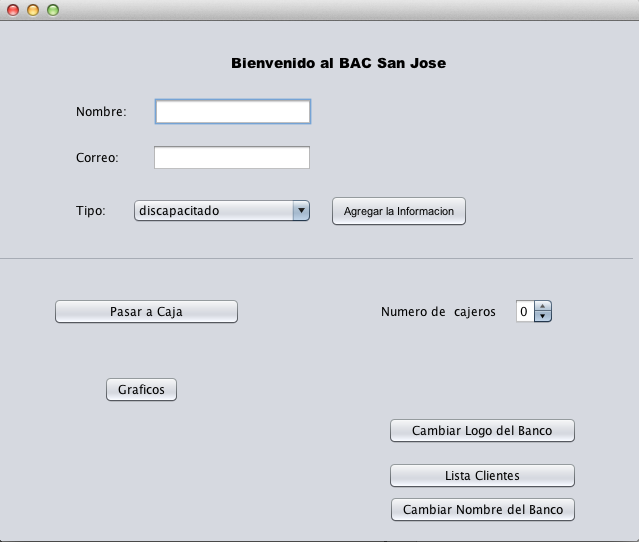 Bienvenido al BAC San Jose
Nombre:
Correo:
Tipo: discapacitado Agregar la Informacion
Pasar a Caja Numero de cajeros 0
Graficos
Cambiar Logo del Banco
Lista Clientes
Cambiar Nombre del Banco